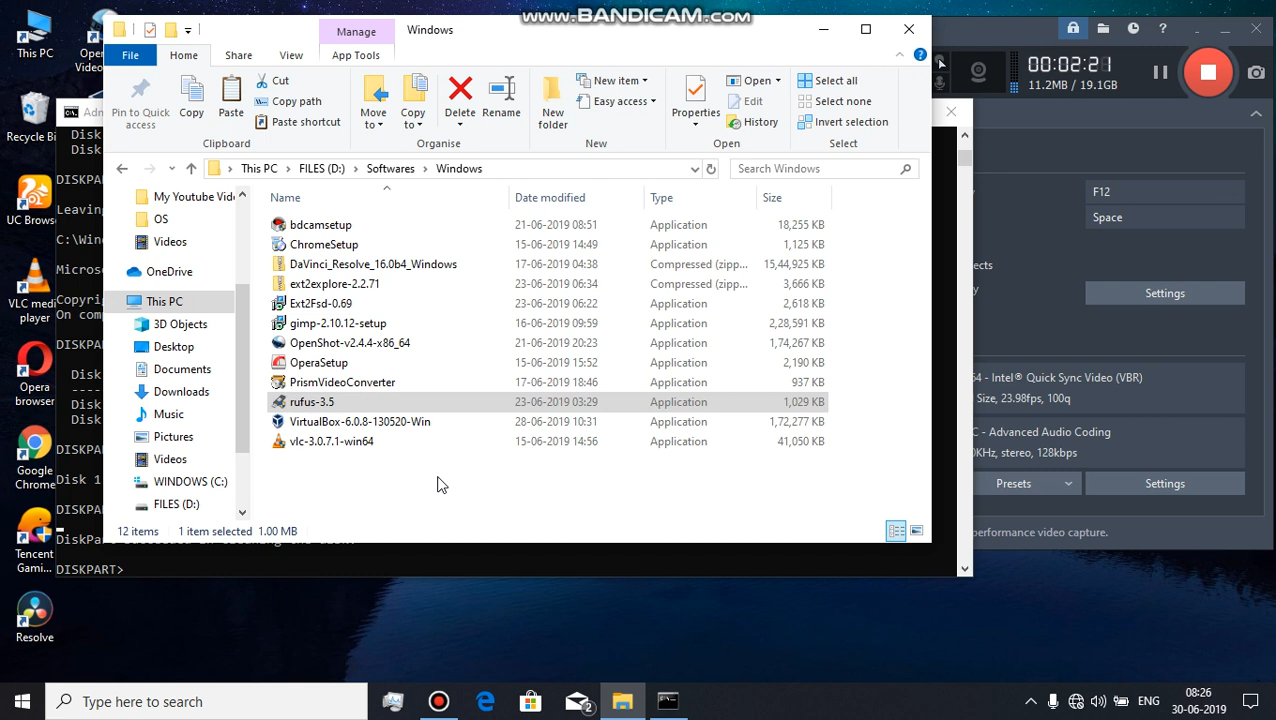 www.BANDICAM.com
This PC
Open
Video
Recycle Bi
UC Brows
VLC media
player
Opera
browser
Google
Chrome
Tencent
Gami...
Resolve
Manage
Windows
File
Home
Share
View
App Tools
Pin to Quick
access
Copy
Paste
Cut
Copy path
Paste shortcut
Clipboard
Move
to
Copy
to
Delete
Rename
Organise
New
folder
New item
Easy access
New
Properties
Open
Edit
History
Open
Select all
Select none
Invert selection
Select
This PC
FILES (D:)
Softwares
Windows
Search Windows
My Youtube Vide
OS
Videos
OneDrive
This PC
3D Objects
Desktop
Documents
Downloads
Music
Pictures
Videos
WINDOWS (C:)
FILES (D:)
Name Date modified Type Size
bdcamsetup 21-06-2019 08:51 Application 18,255 KB
ChromeSetup 15-06-2019 14:49 Application 1,125 KB
DaVinci_Resolve_16.0b4_Windows 17-06-2019 04:38 Compressed (zipp... 15,44,925 KB
ext2explore-2.2.71 23-06-2019 06:34 Compressed (zipp... 3,666 KB
Ext2Fsd-0.69 23-06-2019 06:22 Application 2,618 KB
gimp-2.10.12-setup 16-06-2019 09:59 Application 2,28,591 KB
OpenShot-v2.4.4-x86_64 21-06-2019 20:23 Application 1,74,267 KB
OperaSetup 15-06-2019 15:52 Application 2,190 KB
PrismVideoConverter 17-06-2019 18:46 Application 937 KB
rufus-3.5 23-06-2019 03:29 Application 1,029 KB
VirtualBox-6.0.8-130520-Win 28-06-2019 10:31 Application 1,72,277 KB
vlc-3.0.7.1-win64 15-06-2019 14:56 Application 41,050 KB
12 items 1 item selected 1.00 MB
Adm
Disk
Disk
DISKPA
Leavin
C:\Win
Micros
Copyri
On com
DISKPA
Disk
Disk
Disk
DISKPA
Disk 1
DISKPA
DISKPART>
00:02:21
11.2MB / 19.1GB
F12
Space
ects
Settings
64 - Intel® Quick Sync Video (VBR)
Hz, 23.98fps, 100q
C - Advanced Audio Coding
0KHz, stereo, 128kbps
Presets
Settings
performance video capture.
Type here to search
2
ENG
08:26
30-06-2019